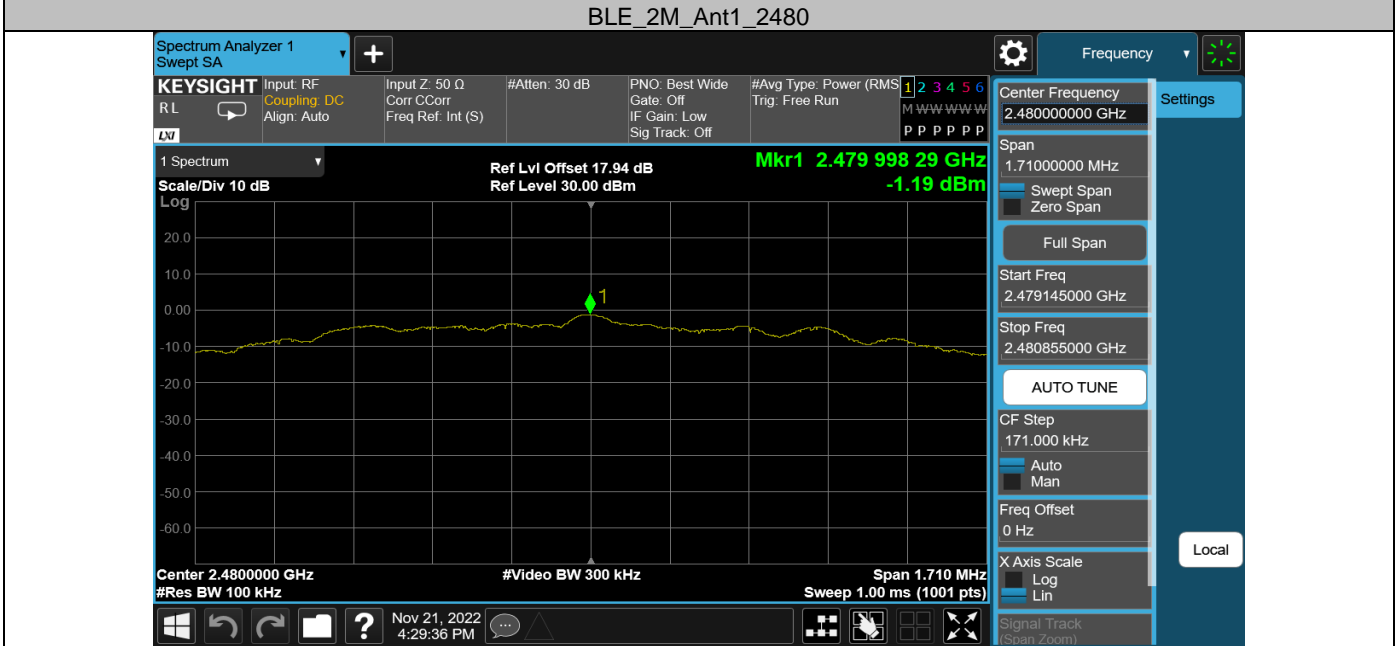 BLE_2M_Ant1_2480
Spectrum Analyzer 1
Swept SA
Frequency
KEYSIGHT
R L
LXI
Input: RF
Coupling: DC
Align: Auto
Input Z: 50 Ω
Corr CCorr
Freq Ref: Int (S)
#Atten: 30 dB
PNO: Best Wide
Gate: Off
IF Gain: Low
Sig Track: Off
#Avg Type: Power (RMS
Trig: Free Run
1 2 3 4 5 6
M W W W W W
P P P P P P
1 Spectrum
Scale/Div 10 dB
Ref Lvl Offset 17.94 dB
Ref Level 30.00 dBm
Mkr1 2.479 998 29 GHz
-1.19 dBm
Log
20.0
10.0
0.00
-10.0
-20.0
-30.0
-40.0
-50.0
-60.0
1
Center 2.4800000 GHz
#Res BW 100 kHz
#Video BW 300 kHz
Span 1.710 MHz
Sweep 1.00 ms (1001 pts)
Nov 21, 2022
4:29:36 PM
Center Frequency
2.480000000 GHz
Span
1.71000000 MHz
Swept Span
Zero Span
Full Span
Start Freq
2.479145000 GHz
Stop Freq
2.480855000 GHz
AUTO TUNE
CF Step
171.000 kHz
Auto
Man
Freq Offset
0 Hz
X Axis Scale
Log
Lin
Signal Track
(Span Zoom)
Settings
Local